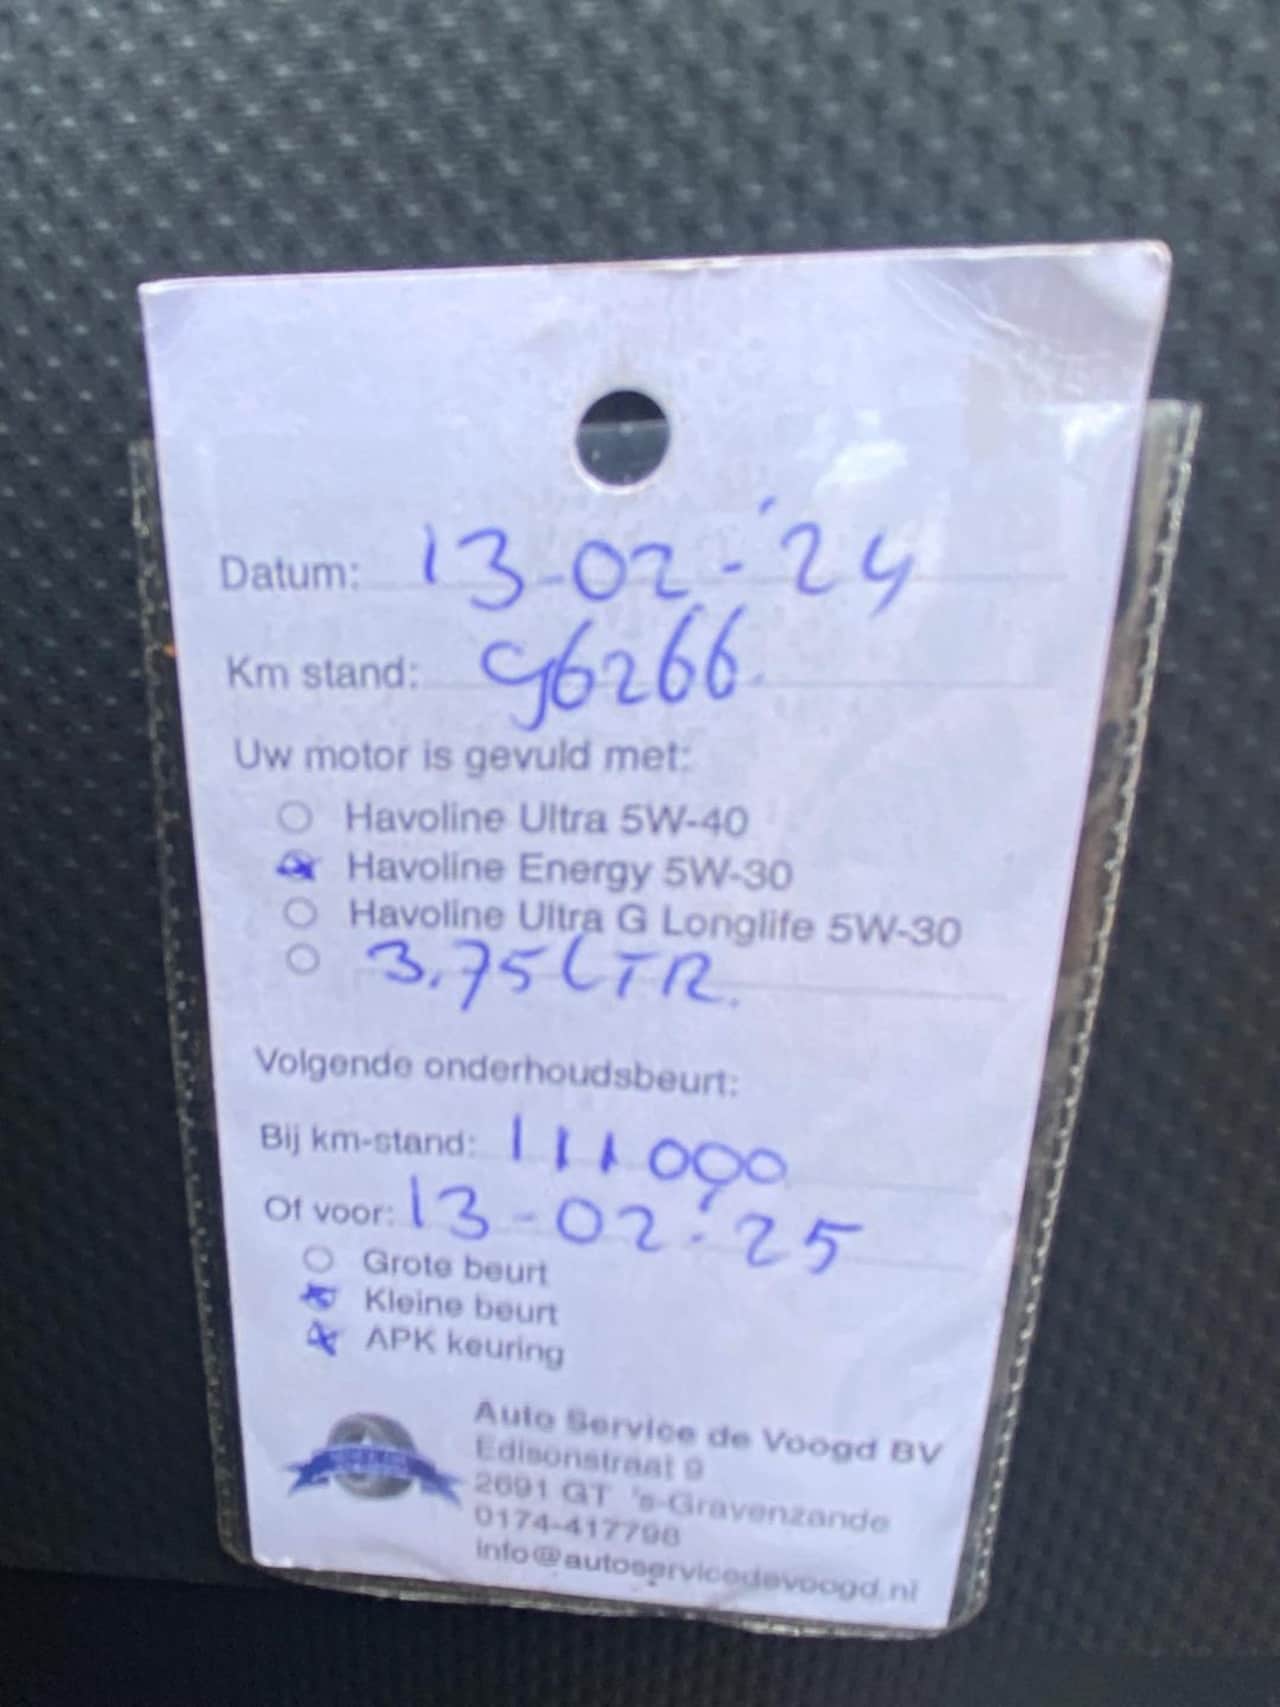 Datum: 13-02-'24
Km stand: 96266
Uw motor is gevuld met:
Havoline Ultra 5W-40
Havoline Energy 5W-30
Havoline Ultra G Longlife 5W-30
3.75 LTR.
Volgende onderhoudsbeurt:
Bij km-stand: 111000
Of voor: 13-02-'25
Grote beurt
Kleine beurt
APK keuring
Auto Service de Voogd BV
Edisonstraat 9
2691 GT 's-Gravenzande
0174-417798
info@autoservicedevoogd.nl